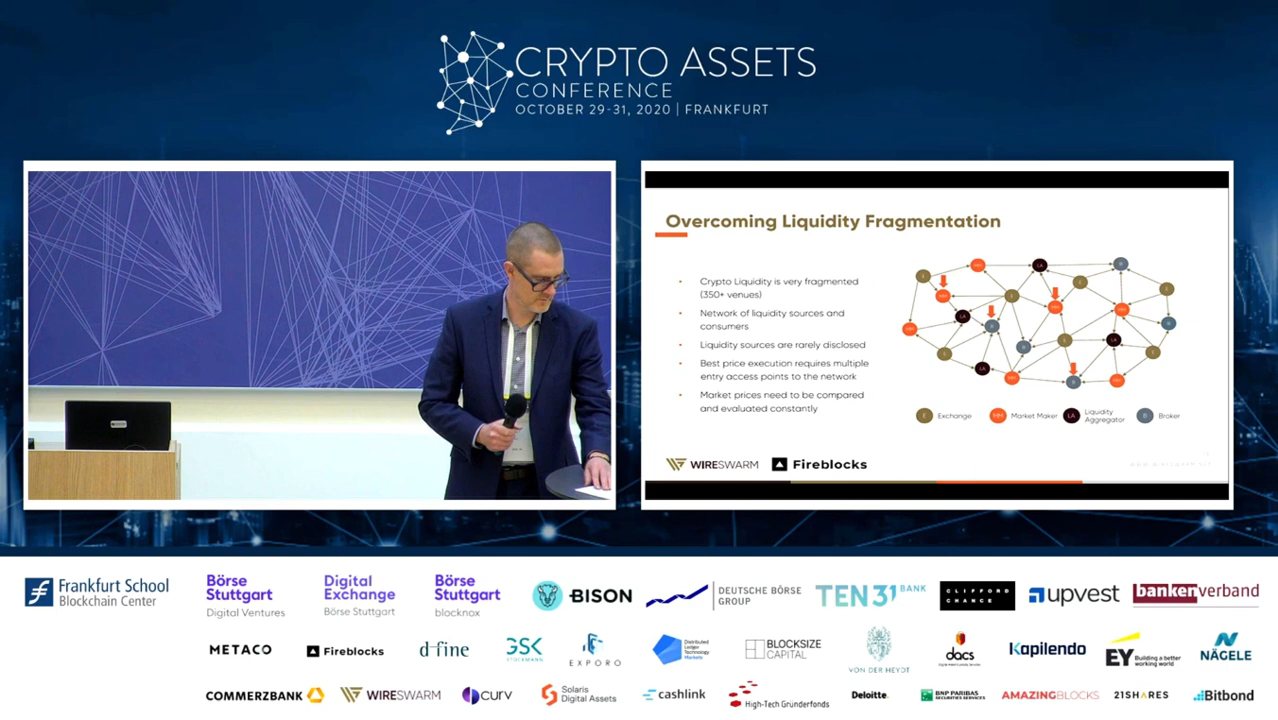 CRYPTO ASSETS
CONFERENCE
OCTOBER 29-31, 2020 | FRANKFURT
Overcoming Liquidity Fragmentation
Crypto Liquidity is very fragmented
(350+ venues)
Network of liquidity sources and
consumers
Liquidity sources are rarely disclosed
Best price execution requires multiple
entry access points to the network
Market prices need to be compared
and evaluated constantly
E Exchange MM Market Maker LA Liquidity Aggregator B Broker
WIRESWARM Fireblocks
Frankfurt School
Blockchain Center
Börse
Stuttgart
Digital Ventures
Digital
Exchange
Börse Stuttgart
Börse
Stuttgart
blocknox
BISON
DEUTSCHE BÖRSE
GROUP
TEN31 BANK
CLIFFORD
CHANCE
upvest
bankenverband
METACO
Fireblocks
d-fine
GSK
STOCKMANN
EXPORO
Distributed
Ledger
Technology
Markets
BLOCKSIZE
CAPITAL
VON DER HEYDT
dacs
Kapilendo
EY Building a better
working world
NÄGELE
COMMERZBANK
WIRESWARM
curv
Solaris
Digital Assets
cashlink
High-Tech Gründerfonds
Deloitte.
BNP PARIBAS
SECURITIES SERVICES
AMAZINGBLOCKS
21SHARES
Bitbond